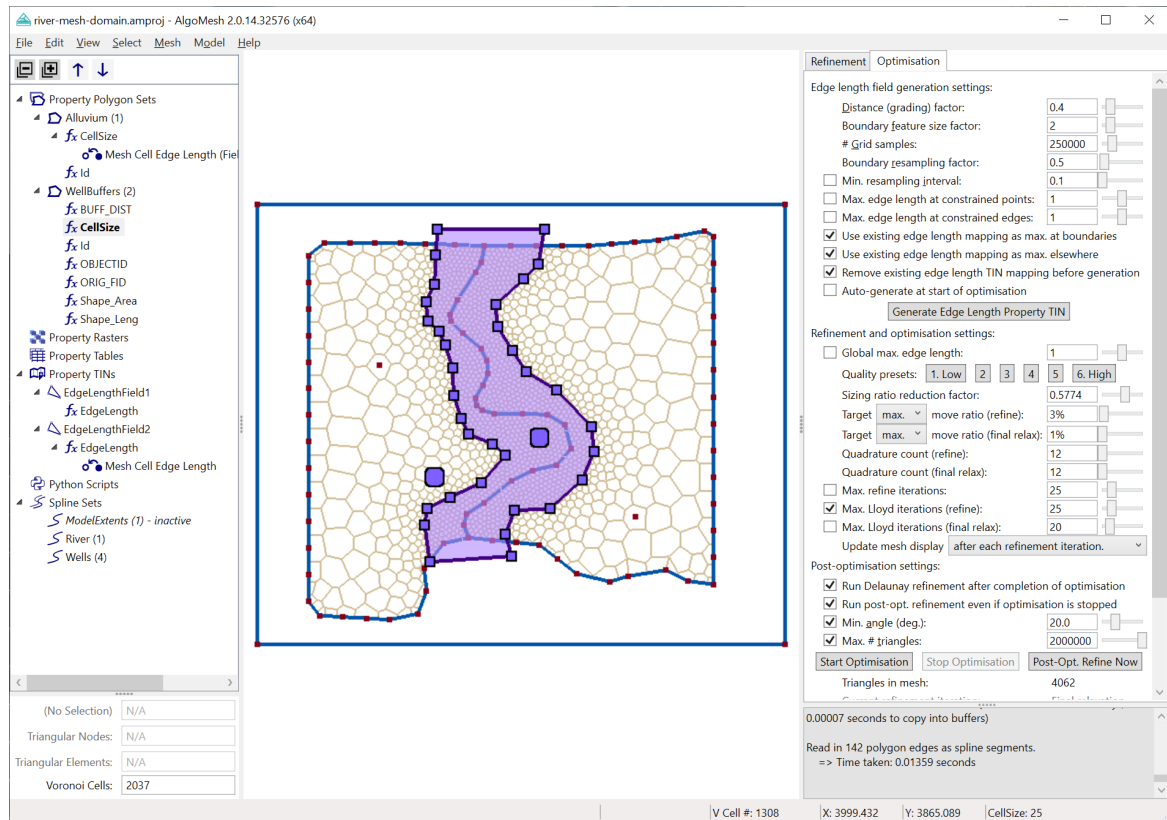 river-mesh-domain.amproj - AlgoMesh 2.0.14.32576 (x64)
File Edit View Select Mesh Model Help
Property Polygon Sets
Alluvium (1)
fx CellSize
Mesh Cell Edge Length (Fiel
fx Id
WellBuffers (2)
fx BUFF_DIST
fx CellSize
fx Id
fx OBJECTID
fx ORIG_FID
fx Shape_Area
fx Shape_Leng
Property Rasters
Property Tables
Property TINs
EdgeLengthField1
fx EdgeLength
EdgeLengthField2
fx EdgeLength
Mesh Cell Edge Length
Python Scripts
Spline Sets
ModelExtents (1) - inactive
River (1)
Wells (4)
(No Selection) N/A
Triangular Nodes: N/A
Triangular Elements: N/A
Voronoi Cells: 2037
Refinement Optimisation
Edge length field generation settings:
Distance (grading) factor: 0.4
Boundary feature size factor: 2
# Grid samples: 250000
Boundary resampling factor: 0.5
Min. resampling interval: 0.1
Max. edge length at constrained points: 1
Max. edge length at constrained edges: 1
Use existing edge length mapping as max. at boundaries
Use existing edge length mapping as max. elsewhere
Remove existing edge length TIN mapping before generation
Auto-generate at start of optimisation
Generate Edge Length Property TIN
Refinement and optimisation settings:
Global max. edge length: 1
Quality presets: 1. Low 2 3 4 5 6. High
Sizing ratio reduction factor: 0.5774
Target max. move ratio (refine): 3%
Target max. move ratio (final relax): 1%
Quadrature count (refine): 12
Quadrature count (final relax): 12
Max. refine iterations: 25
Max. Lloyd iterations (refine): 25
Max. Lloyd iterations (final relax): 20
Update mesh display after each refinement iteration.
Post-optimisation settings:
Run Delaunay refinement after completion of optimisation
Run post-opt. refinement even if optimisation is stopped
Min. angle (deg.): 20.0
Max. # triangles: 2000000
Start Optimisation Stop Optimisation Post-Opt. Refine Now
Triangles in mesh: 4062
0.00007 seconds to copy into buffers)
Read in 142 polygon edges as spline segments.
=> Time taken: 0.01359 seconds
V Cell #: 1308 X: 3999.432 Y: 3865.089 CellSize: 25